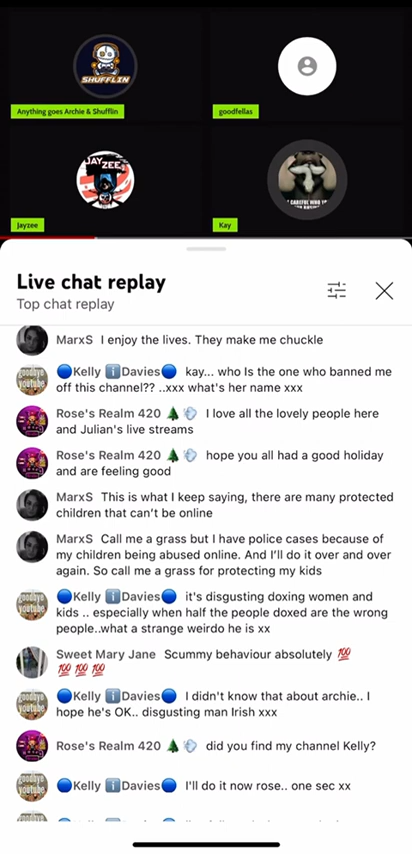 SHUFFLIN
Anything goes Archie & Shufflin
goodfellas
JAY
ZEE
Jayzee
Kay
Live chat replay
Top chat replay
MarxS I enjoy the lives. They make me chuckle
🔵Kelly ℹ️Davies🔵 kay... who Is the one who banned me
off this channel?? ..xxx what's her name xxx
Rose's Realm 420 🌲💨 I love all the lovely people here
and Julian's live streams
Rose's Realm 420 🌲💨 hope you all had a good holiday
and are feeling good
MarxS This is what I keep saying, there are many protected
children that can't be online
MarxS Call me a grass but I have police cases because of
my children being abused online. And I'll do it over and over
again. So call me a grass for protecting my kids
🔵Kelly ℹ️Davies🔵 it's disgusting doxing women and
kids .. especially when half the people doxed are the wrong
people..what a strange weirdo he is xx
Sweet Mary Jane Scummy behaviour absolutely 💯
💯 💯 💯
🔵Kelly ℹ️Davies🔵 I didn't know that about archie.. I
hope he's OK.. disgusting man Irish xxx
Rose's Realm 420 🌲💨 did you find my channel Kelly?
🔵Kelly ℹ️Davies🔵 I'll do it now rose.. one sec xx